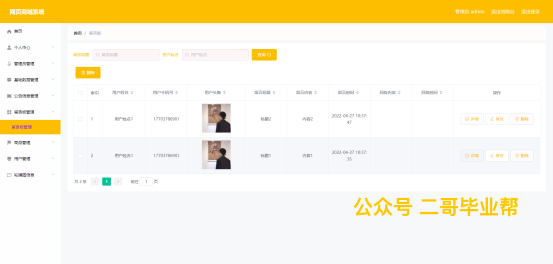 网页商城系统
管理员 admin 退出到前台 退出登录
首页
首页 / 留言板
个人中心
管理员管理
基础数据管理
公告信息管理
留言板管理
留言板管理
商品管理
用户管理
轮播图信息
留言标题 留言标题 用户姓名 用户姓名 查询
删除
索引 用户姓名 用户手机号 用户头像 留言标题 留言内容 留言时间 回复内容 回复时间 操作
1 用户姓名3 17703786901 标题2 内容2 2022-04-27 18:37:47 详情 修改 删除
2 用户姓名1 17703786901 标题1 内容1 2022-04-27 18:37:35 详情 修改 删除
共 2 条 1 前往 1 页
公众号 二哥毕业帮